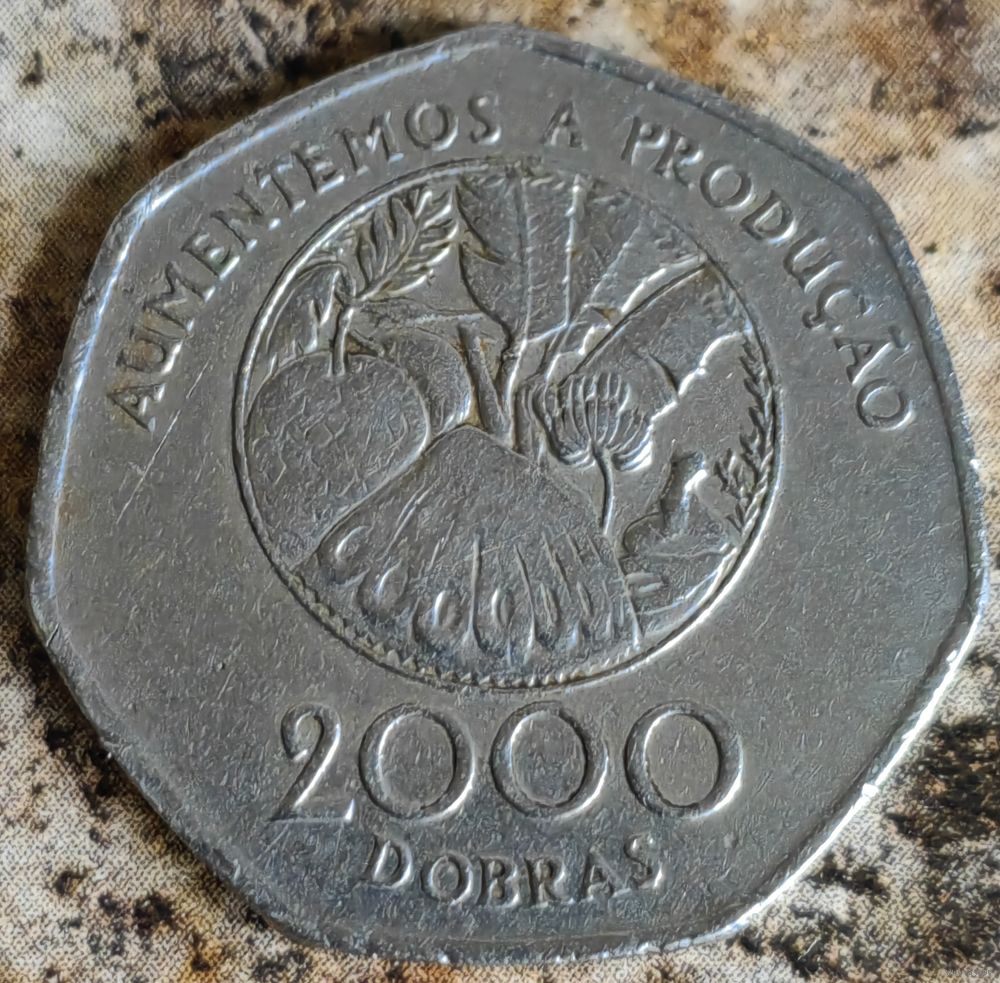 AUMENTEMOS A PRODUÇÃO
2000
DOBRAS